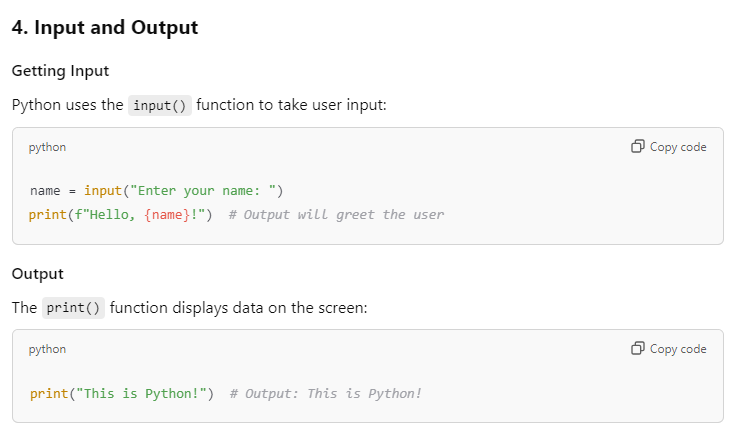 4. Input and Output
Getting Input
Python uses the input() function to take user input:
python
Copy code
name = input("Enter your name: ")
print(f"Hello, {name}!")  # Output will greet the user
Output
The print() function displays data on the screen:
python
Copy code
print("This is Python!")  # Output: This is Python!